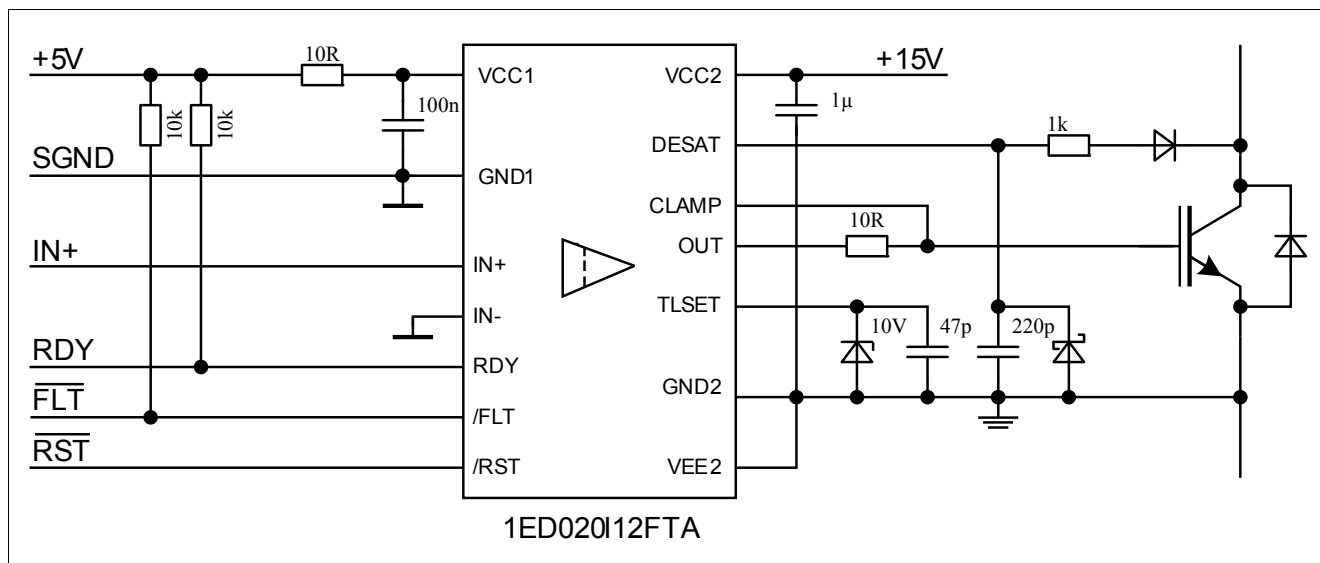 +5V
SGND
IN+
RDY
FLT
RST
10k
10k
10R
100n
VCC1
GND1
IN+
IN-
RDY
/FLT
/RST
VCC2
DESAT
CLAMP
OUT
TLSET
GND2
VEE2
1ED020I12FTA
+15V
1µ
1k
10R
10V
47p
220p